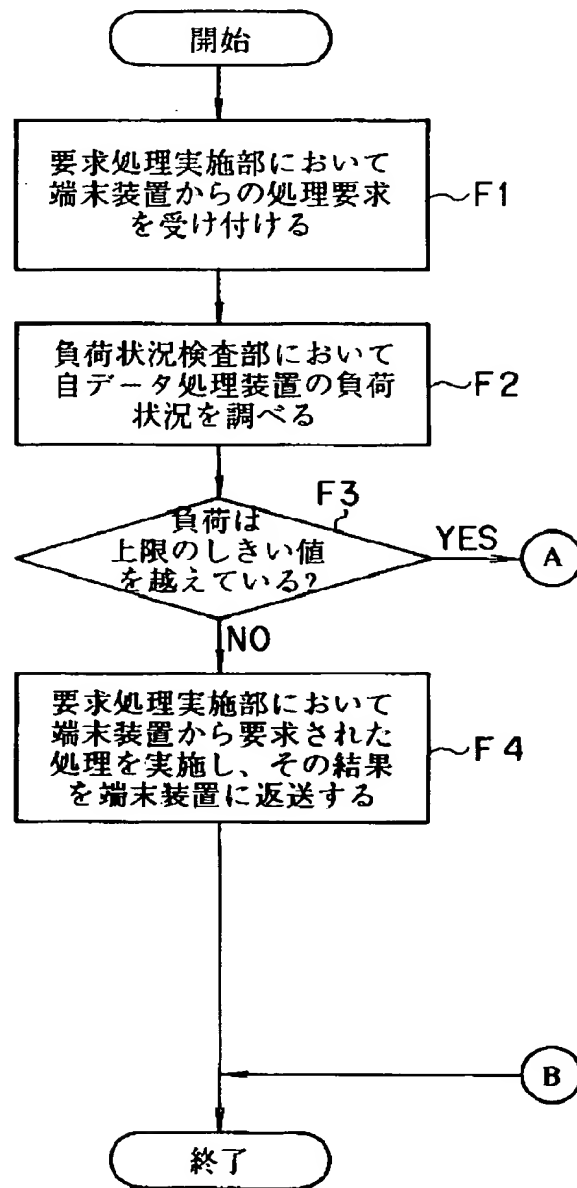 開始
要求処理実施部において
端末装置からの処理要求
を受け付ける
F1
負荷状況検査部において
自データ処理装置の負荷
状況を調べる
F2
F3
負荷は
上限のしきい値
を越えている?
YES
A
NO
要求処理実施部において
端末装置から要求された
処理を実施し、その結果
を端末装置に返送する
F4
B
終了